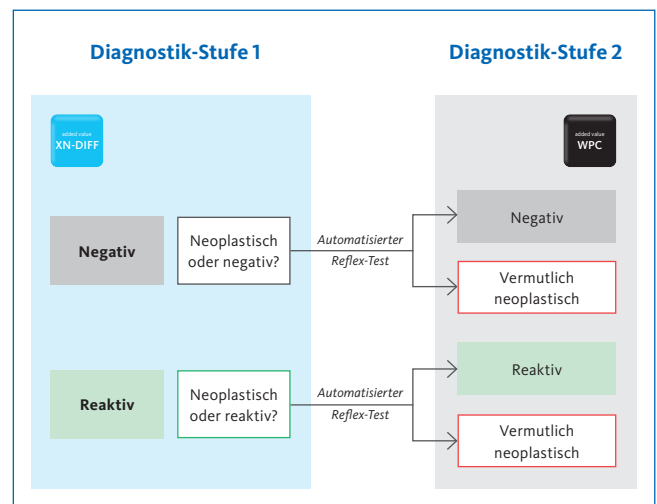 Diagnostik-Stufe 1
Diagnostik-Stufe 2
added value
XN-DIFF
added value
WPC
Negativ
Neoplastisch
oder negativ?
Automatisierter
Reflex-Test
Negativ
Vermutlich
neoplastisch
Reaktiv
Neoplastisch
oder reaktiv?
Automatisierter
Reflex-Test
Reaktiv
Vermutlich
neoplastisch